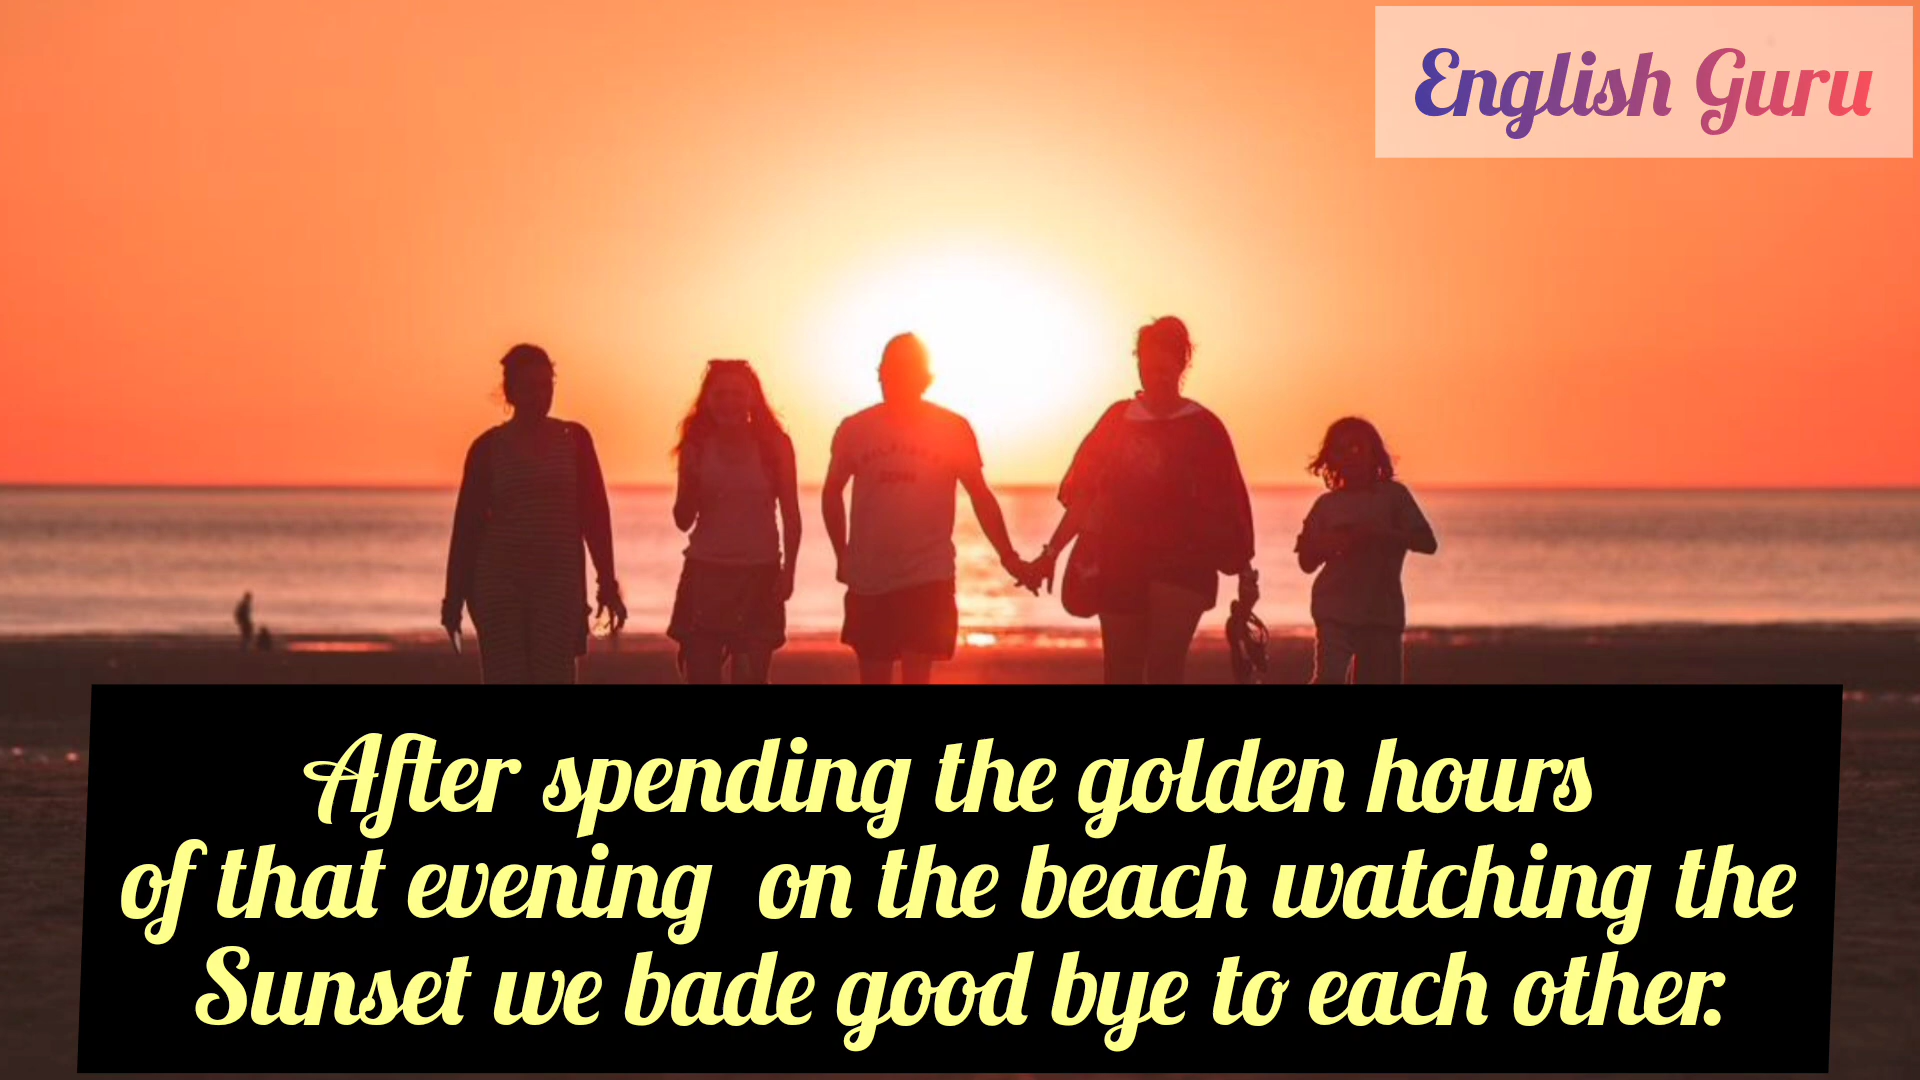 English Guru
After spending the golden hours
of that evening on the beach watching the
Sunset we bade good bye to each other.